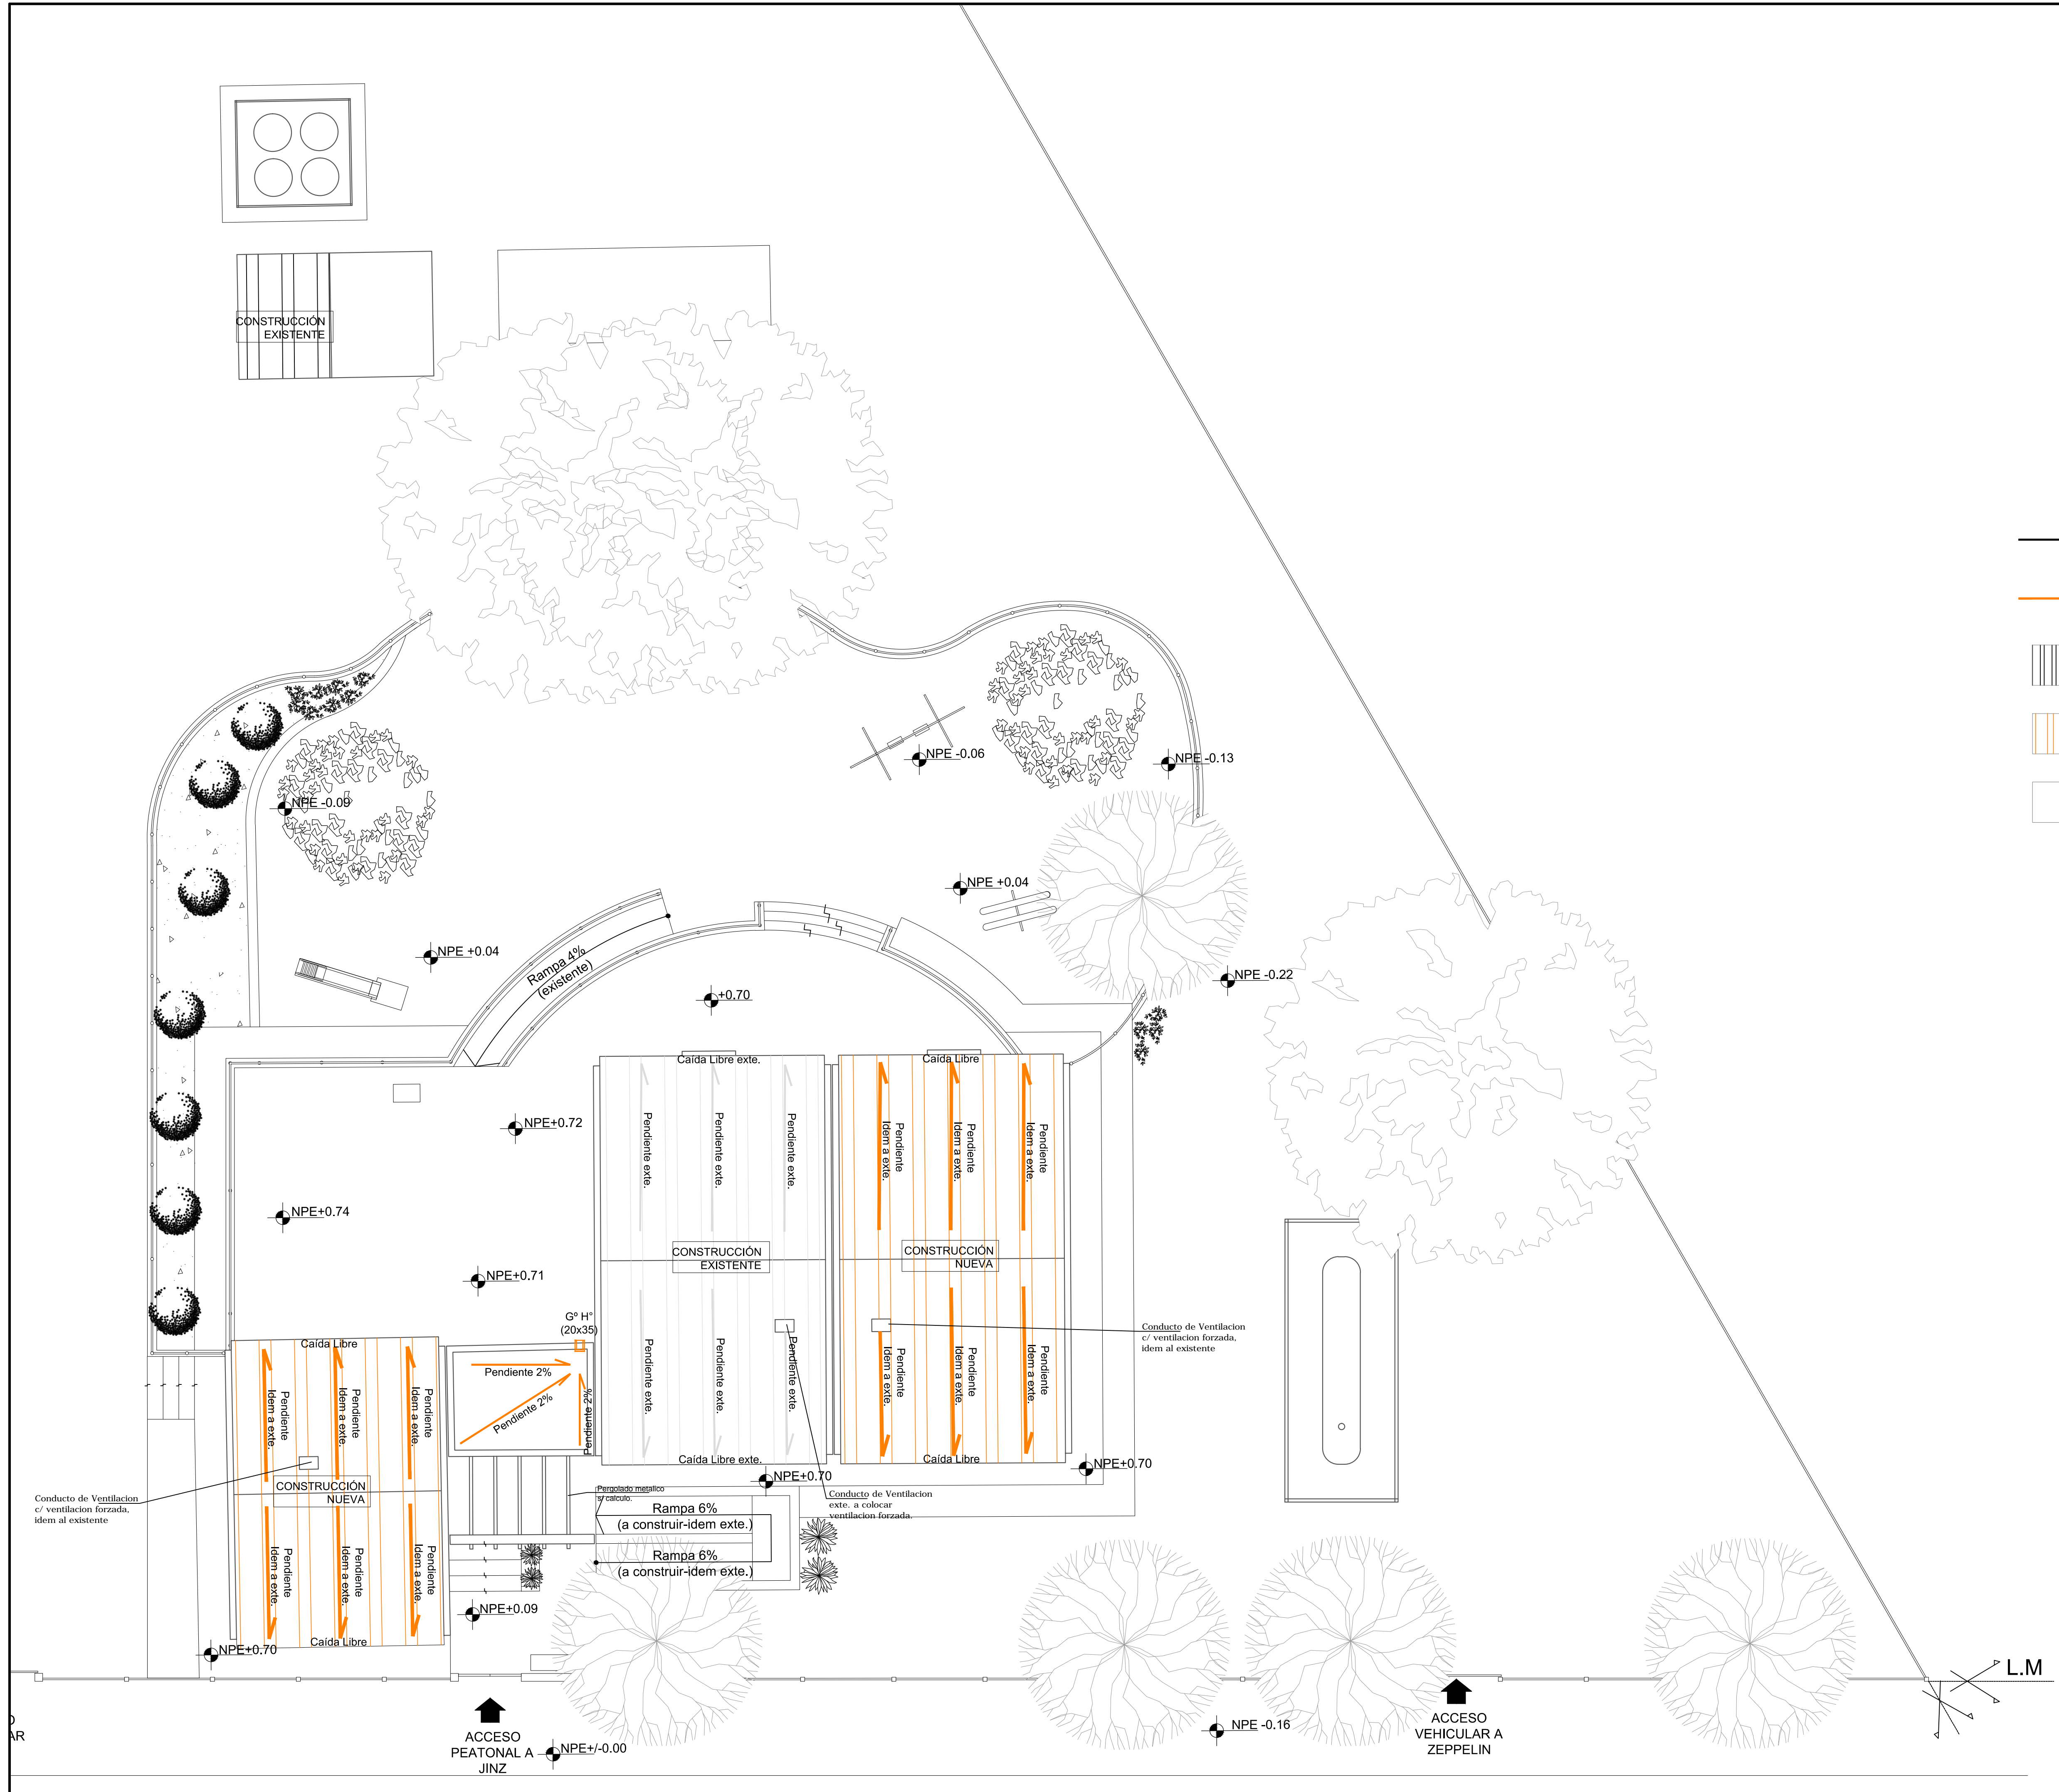 CONSTRUCCIÓN
EXISTENTE
NPE -0.06
NPE -0.13
NPE -0.09
NPE +0.04
NPE +0.04
NPE -0.22
Rampa 4%
(existente)
+0.70
Caída Libre exte.
Caída Libre
Pendiente exte.
Pendiente exte.
Pendiente exte.
Pendiente
Idem a exte.
Pendiente
Idem a exte.
Pendiente
Idem a exte.
NPE+0.72
NPE+0.74
NPE+0.71
CONSTRUCCIÓN
EXISTENTE
CONSTRUCCIÓN
NUEVA
Gº Hº
(20x35)
Conducto de Ventilacion
c/ ventilacion forzada,
idem al existente
Caída Libre
Pendiente 2%
Pendiente 2%
Pendiente 2%
Pendiente exte.
Pendiente exte.
Pendiente exte.
Pendiente
Idem a exte.
Pendiente
Idem a exte.
Pendiente
Idem a exte.
Pendiente
Idem a exte.
Pendiente
Idem a exte.
Pendiente
Idem a exte.
Caída Libre exte.
Caída Libre
NPE+0.70
NPE+0.70
CONSTRUCCIÓN
NUEVA
Conducto de Ventilacion
c/ ventilacion forzada,
idem al existente
Pergolado metalico
s/ calculo.
Conducto de Ventilacion
exte. a colocar
ventilacion forzada.
Rampa 6%
(a construir-idem exte.)
Rampa 6%
(a construir-idem exte.)
Pendiente
Idem a exte.
Pendiente
Idem a exte.
Pendiente
Idem a exte.
NPE+0.09
Caída Libre
NPE+0.70
L.M
AR
ACCESO
PEATONAL A
JINZ
NPE+/-0.00
NPE -0.16
ACCESO
VEHICULAR A
ZEPPELIN